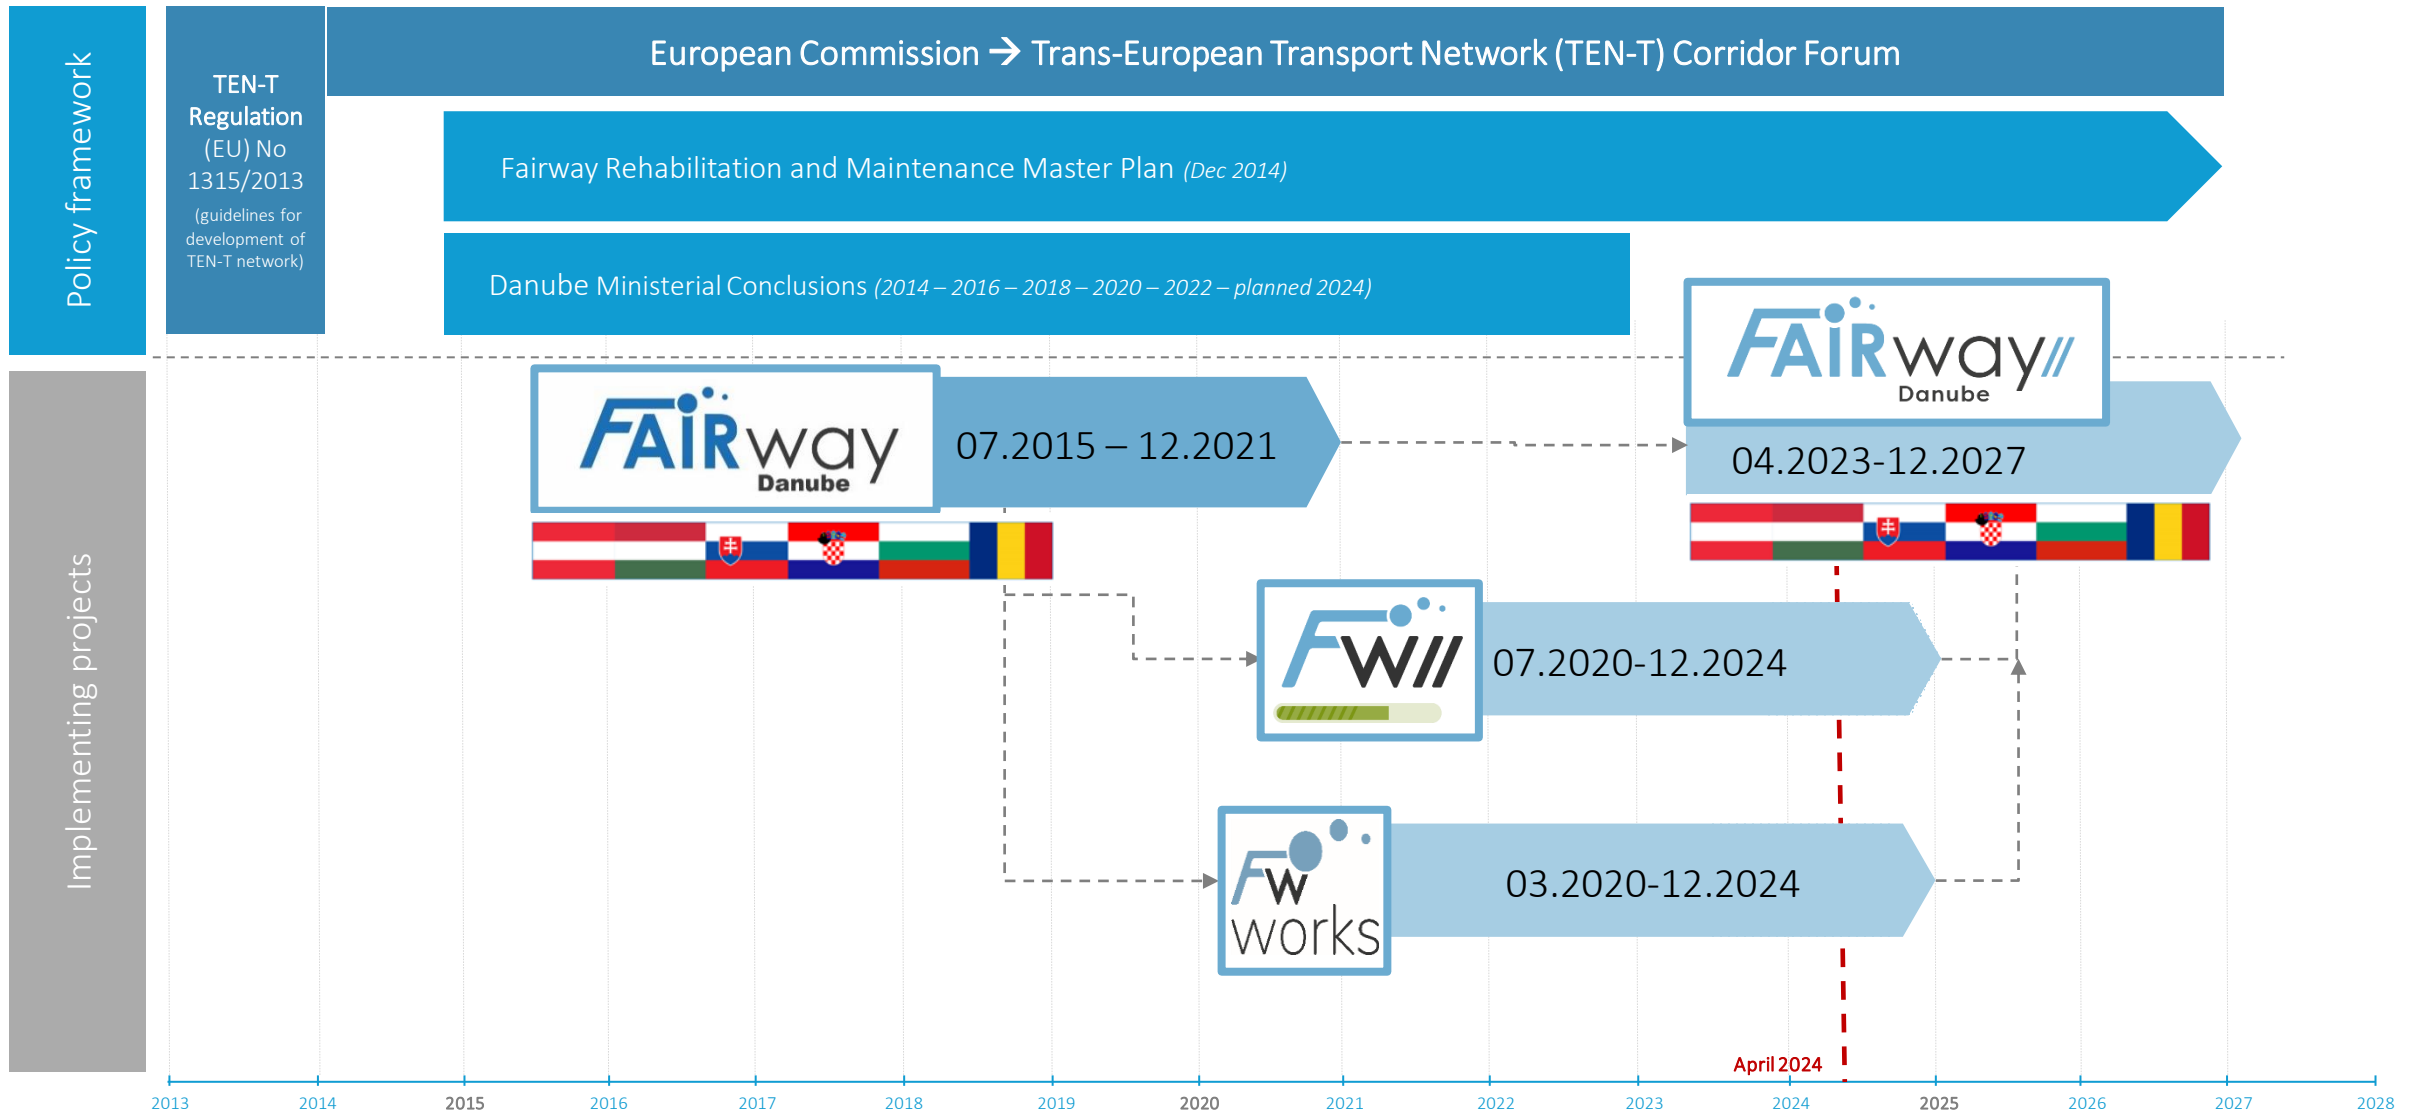 Policy framework
TEN-T
Regulation
(EU) No
1315/2013
(guidelines for
development of
TEN-T network)
European Commission → Trans-European Transport Network (TEN-T) Corridor Forum
Fairway Rehabilitation and Maintenance Master Plan (Dec 2014)
Danube Ministerial Conclusions (2014 – 2016 – 2018 – 2020 – 2022 – planned 2024)
Implementing projects
FAIRway
Danube
07.2015 – 12.2021
FAIRway//
Danube
04.2023-12.2027
FW//
07.2020-12.2024
FW
works
03.2020-12.2024
April 2024
2013 2014 2015 2016 2017 2018 2019 2020 2021 2022 2023 2024 2025 2026 2027 2028